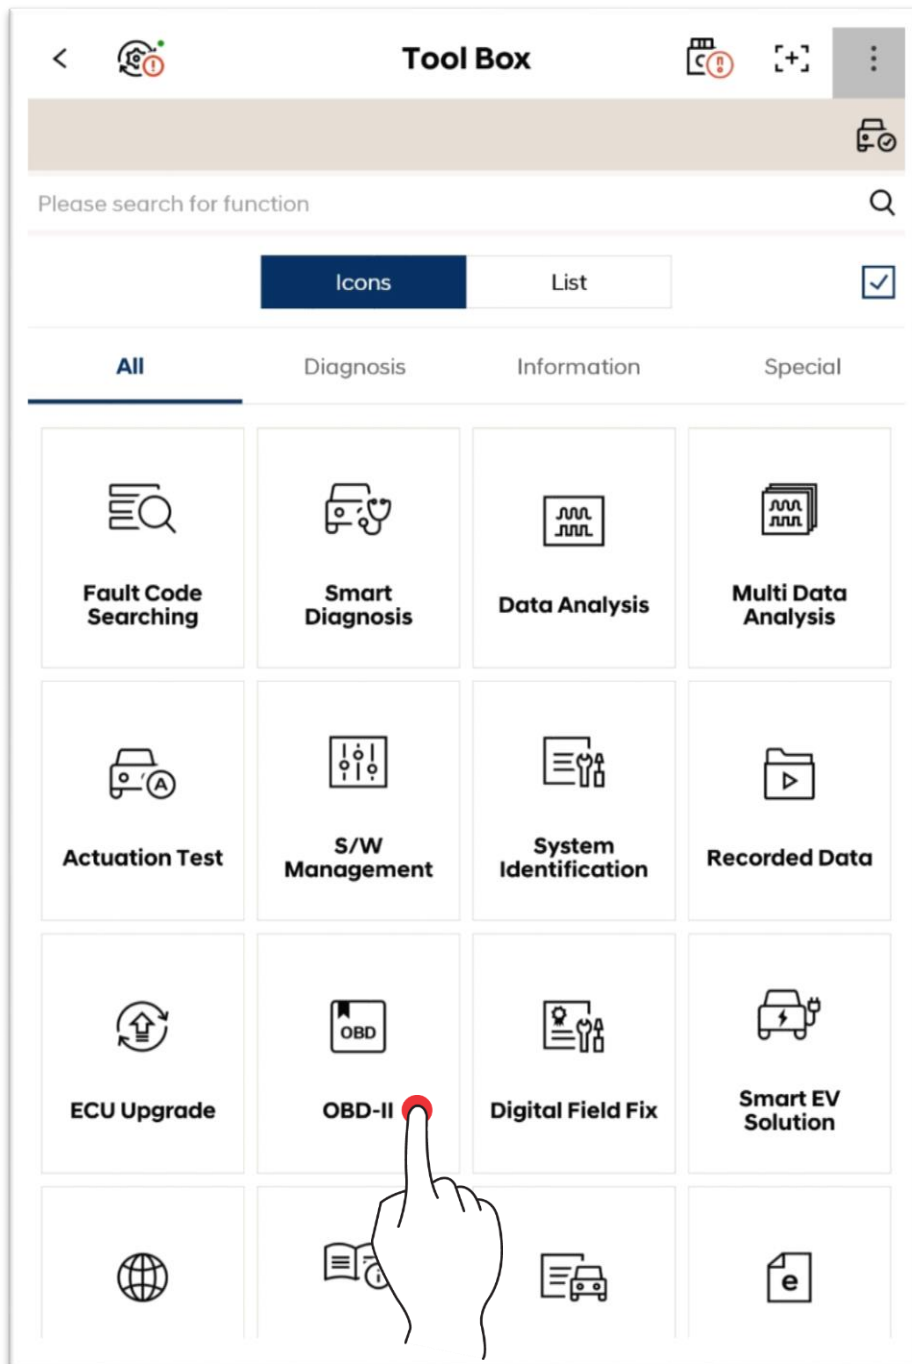 Tool Box
Please search for function
Icons
List
All
Diagnosis
Information
Special
Fault Code
Searching
Smart
Diagnosis
Data Analysis
Multi Data
Analysis
Actuation Test
S/W
Management
System
Identification
Recorded Data
OBD
ECU Upgrade
OBD-II
Digital Field Fix
Smart EV
Solution